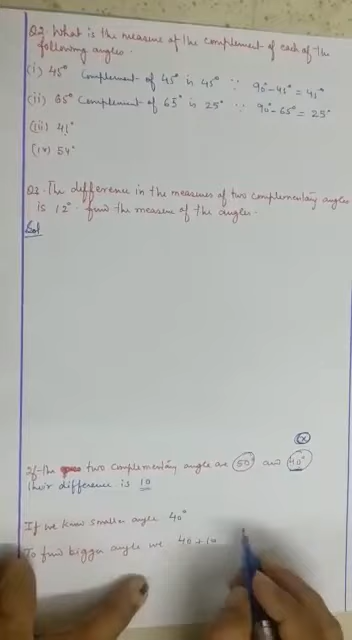 Q2. What is the measure of the complement of each of the
following angles.
(i) 45° Complement of 45° is 45° ∵ 90°-45° = 45°
(ii) 65° Complement of 65° is 25° ∵ 90°-65° = 25°
(iii) 41°
(iv) 54°
Q3. The difference in the measures of two complementary angles
is 12°. find the measure of the angles.
Sol
If the two complementary angle are 50° and 40°
their difference is 10
If we know smaller angle 40°
To find bigger angle we 40+10